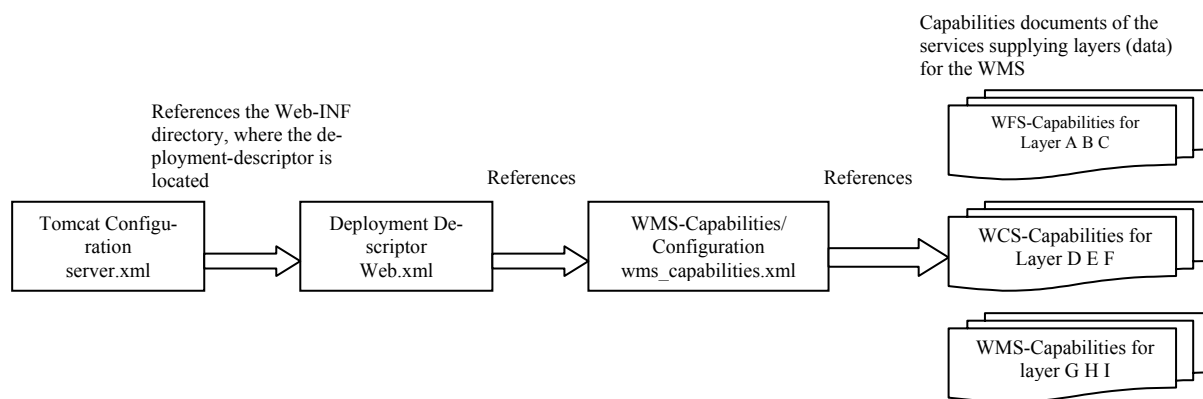 Capabilities documents of the
services supplying layers (data)
for the WMS
References the Web-INF
directory, where the de-
ployment-descriptor is
located
References
References
Tomcat Configu-
ration
server.xml
Deployment De-
scriptor
Web.xml
WMS-Capabilities/
Configuration
wms_capabilities.xml
WFS-Capabilities for
Layer A B C
WCS-Capabilities for
Layer D E F
WMS-Capabilities for
layer G H I